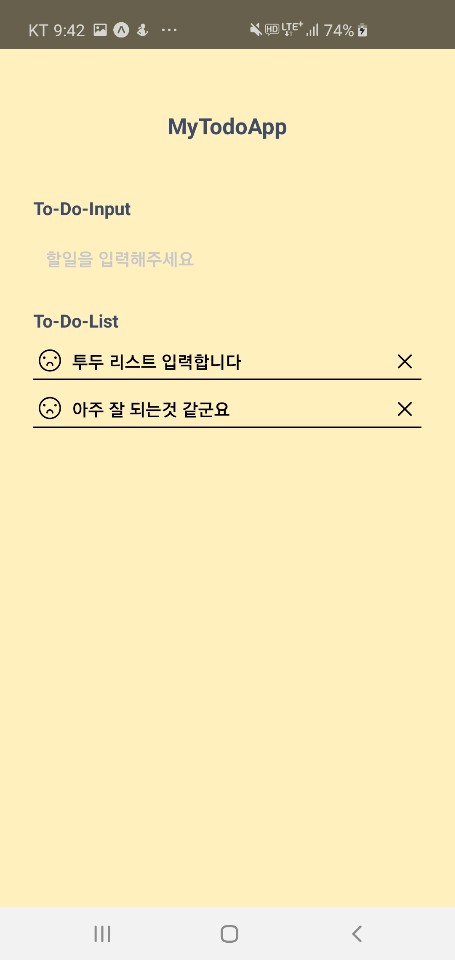 KT 9:42 HD LTE+ 74%
MyTodoApp
To-Do-Input
할일을 입력해주세요
To-Do-List
투두 리스트 입력합니다
아주 잘 되는것 같군요